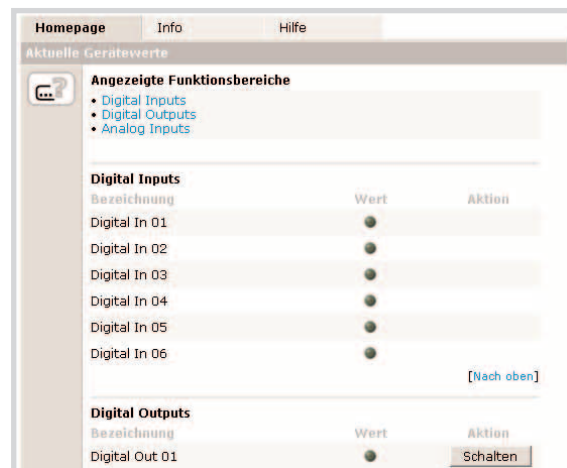 Homepage Info Hilfe
Aktuelle Gerätewerte
Angezeigte Funktionsbereiche
• Digital Inputs
• Digital Outputs
• Analog Inputs
Digital Inputs
Bezeichnung Wert Aktion
Digital In 01
Digital In 02
Digital In 03
Digital In 04
Digital In 05
Digital In 06
[Nach oben]
Digital Outputs
Bezeichnung Wert Aktion
Digital Out 01 Schalten